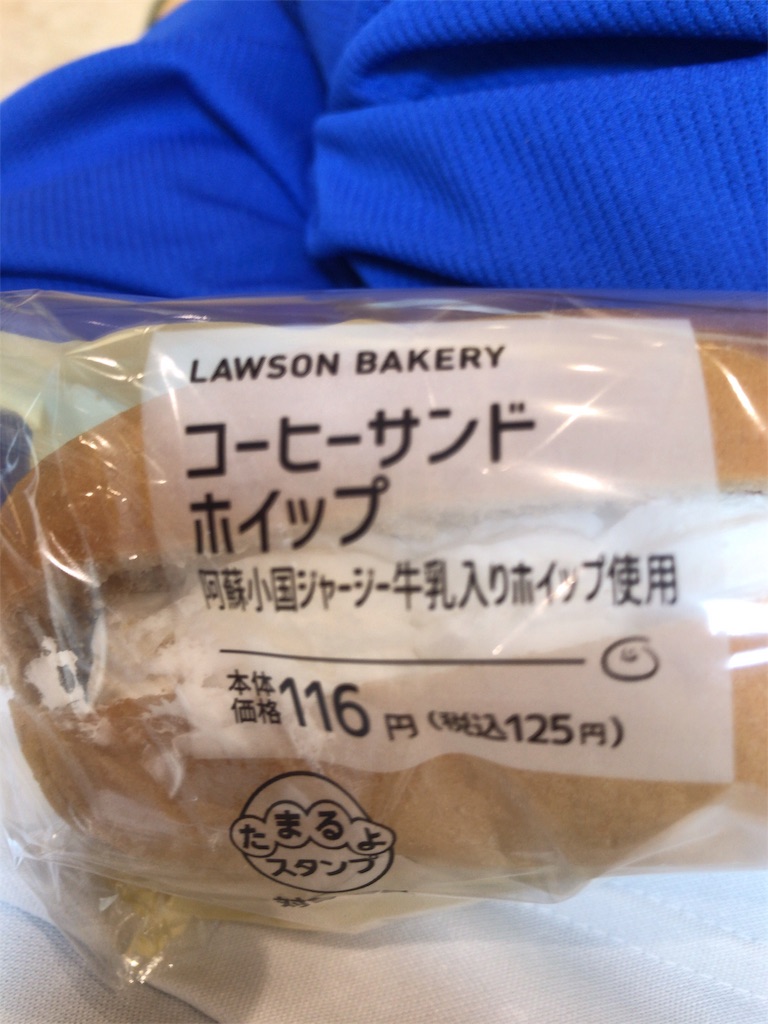 LAWSON BAKERY
コーヒーサンド
ホイップ
阿蘇小国ジャージー牛乳入りホイップ使用
本体価格116円(税込125円)
たまるよ
スタンプ